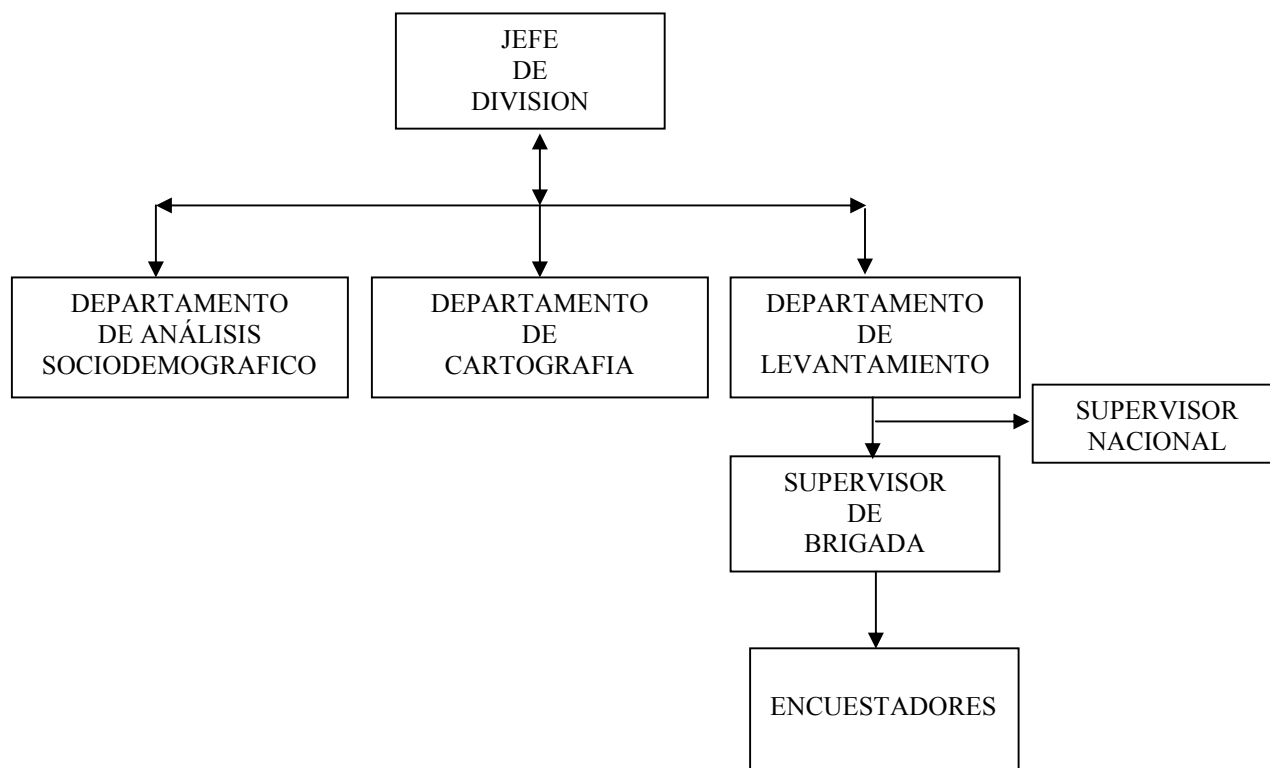 JEFE
DE
DIVISION
DEPARTAMENTO
DE ANÁLISIS
SOCIODEMOGRAFICO
DEPARTAMENTO
DE
CARTOGRAFIA
DEPARTAMENTO
DE
LEVANTAMIENTO
SUPERVISOR
NACIONAL
SUPERVISOR
DE
BRIGADA
ENCUESTADORES